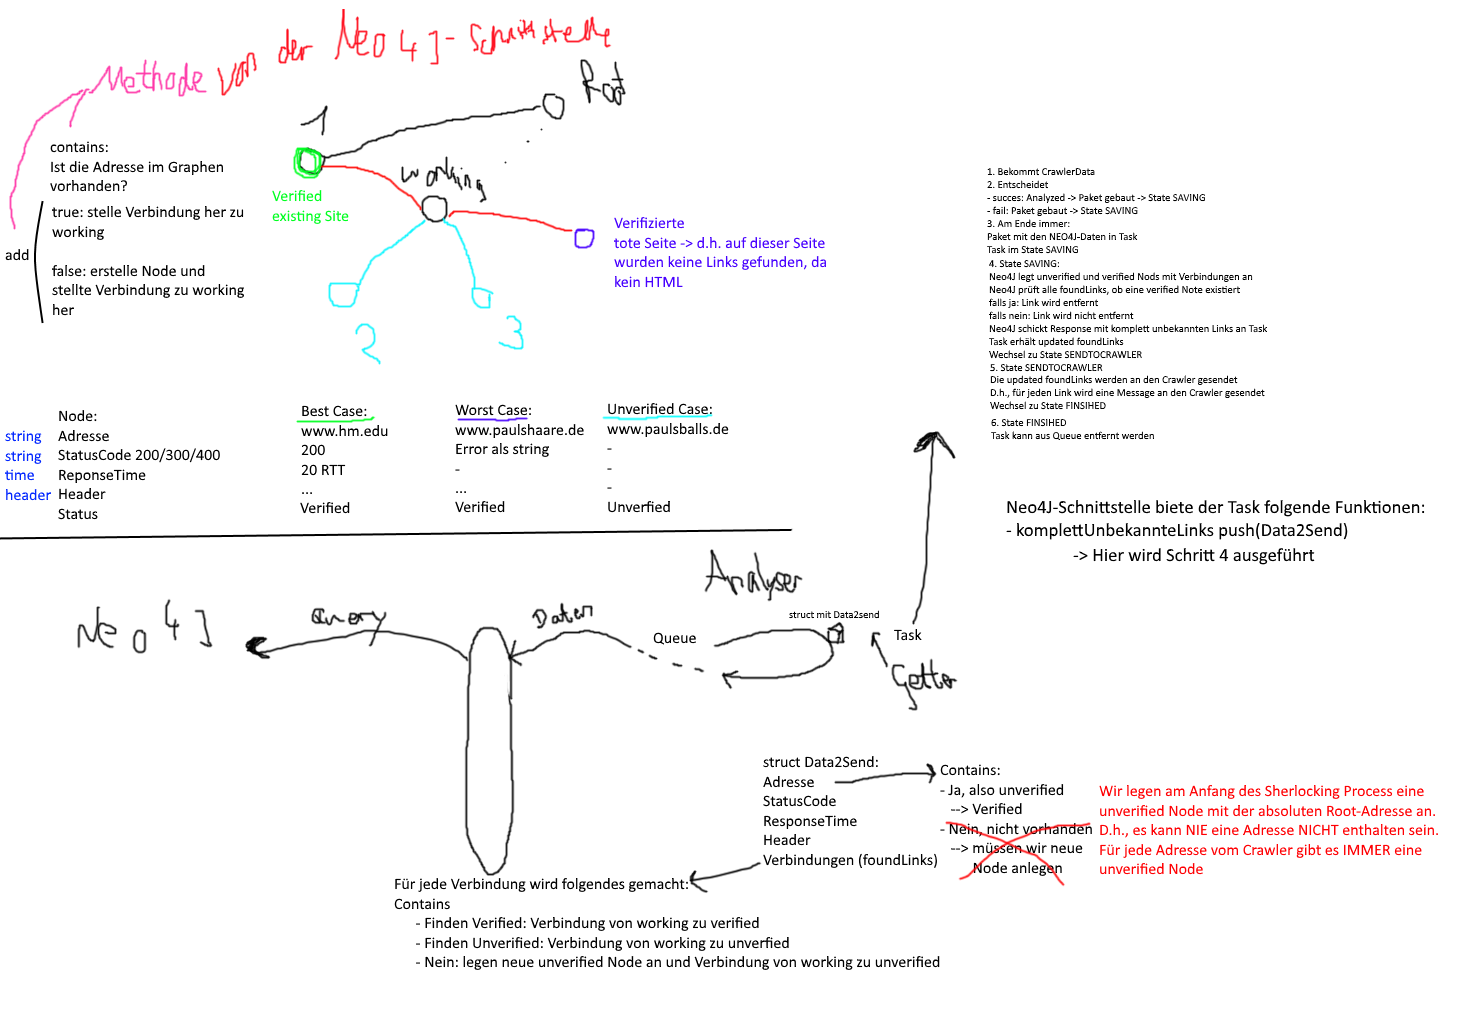 Methode von der Neo4J-Schnittstelle
Root
1
contains:
Ist die Adresse im Graphen
vorhanden?
true: stelle Verbindung her zu
working
add
false: erstelle Node und
stellte Verbindung zu working
her
Verified
existing Site
working
Verifizierte
tote Seite -> d.h. auf dieser Seite
wurden keine Links gefunden, da
kein HTML
2
3
1. Bekommt CrawlerData
2. Entscheidet
- succes: Analyzed -> Paket gebaut -> State SAVING
- fail: Paket gebaut -> State SAVING
3. Am Ende immer:
Paket mit den NEO4J-Daten in Task
Task im State SAVING
4. State SAVING:
Neo4J legt unverified und verified Nods mit Verbindungen an
Neo4J prüft alle foundLinks, ob eine verified Note existiert
falls ja: Link wird entfernt
falls nein: Link wird nicht entfernt
Neo4J schickt Response mit komplett unbekannten Links an Task
Task erhält updated foundLinks
Wechsel zu State SENDTOCRAWLER
5. State SENDTOCRAWLER
Die updated foundLinks werden an den Crawler gesendet
D.h., für jeden Link wird eine Message an den Crawler gesendet
Wechsel zu State FINSIHED
6. State FINSIHED
Task kann aus Queue entfernt werden
Node:
string Adresse
string StatusCode 200/300/400
time ReponseTime
header Header
Status
Best Case:
www.hm.edu
200
20 RTT
...
Verified
Worst Case:
www.paulshaare.de
Error als string
-
...
Verified
Unverified Case:
www.paulsballs.de
-
-
-
Unverfied
Neo4J-Schnittstelle biete der Task folgende Funktionen:
- komplettUnbekannteLinks push(Data2Send)
-> Hier wird Schritt 4 ausgeführt
Analyser
Neo4J
Query
Daten
Queue
struct mit Data2send
Task
Getter
struct Data2Send:
Adresse
StatusCode
ResponseTime
Header
Verbindungen (foundLinks)
Contains:
- Ja, also unverified
--> Verified
- Nein, nicht vorhanden
--> müssen wir neue
Node anlegen
Wir legen am Anfang des Sherlocking Process eine
unverified Node mit der absoluten Root-Adresse an.
D.h., es kann NIE eine Adresse NICHT enthalten sein.
Für jede Adresse vom Crawler gibt es IMMER eine
unverified Node
Für jede Verbindung wird folgendes gemacht:
Contains
- Finden Verified: Verbindung von working zu verified
- Finden Unverified: Verbindung von working zu unverfied
- Nein: legen neue unverified Node an und Verbindung von working zu unverified